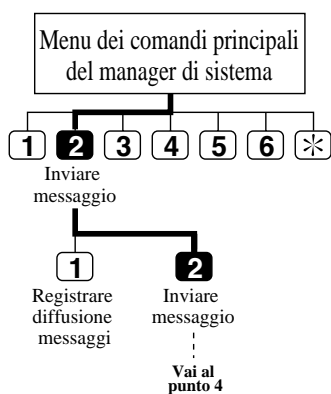 Menu dei comandi principali
del manager di sistema
1 2 3 4 5 6 *
Inviare
messaggio
1 2
Registrare
diffusione
messaggi
Inviare
messaggio
Vai al
punto 4